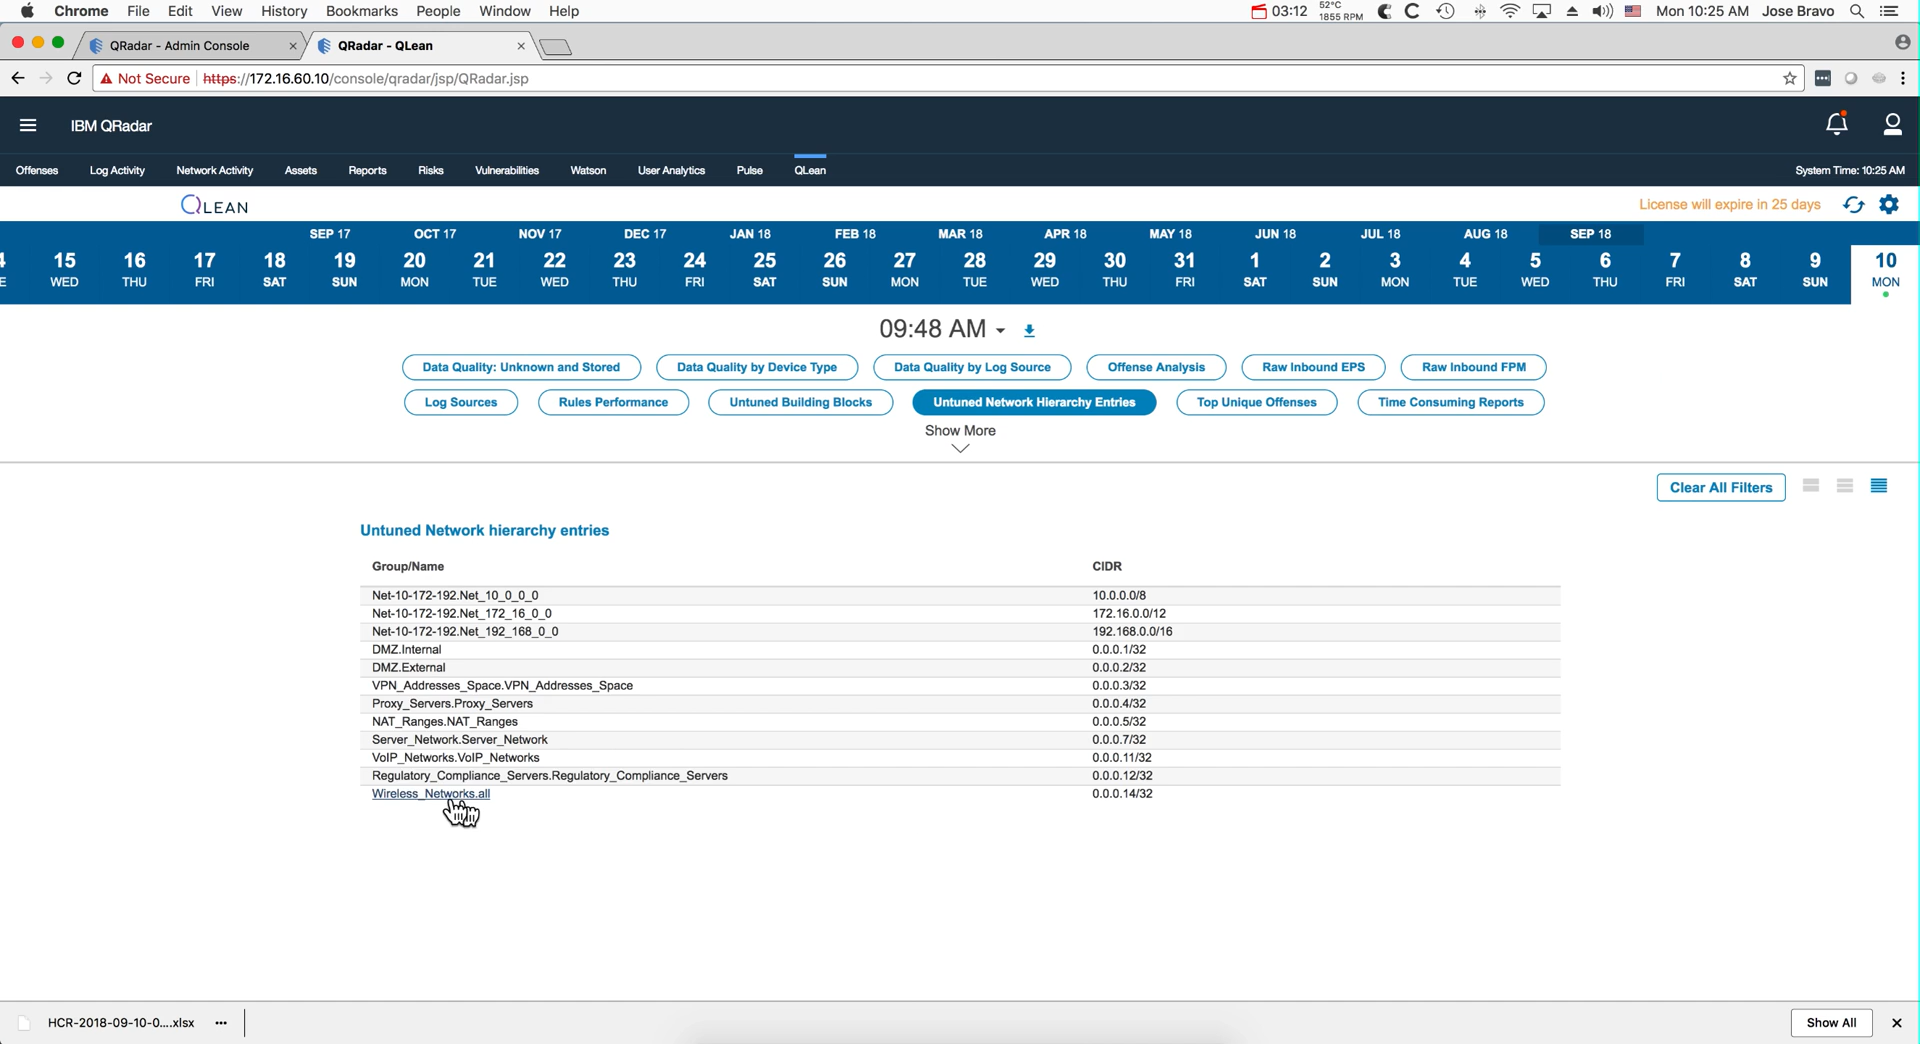 Chrome File Edit View History Bookmarks People Window Help 03:12 52°C 1855 RPM Mon 10:25 AM Jose Bravo
QRadar - Admin Console × QRadar - QLean ×
Not Secure https://172.16.60.10/console/qradar/jsp/QRadar.jsp
IBM QRadar
Offenses Log Activity Network Activity Assets Reports Risks Vulnerabilities Watson User Analytics Pulse QLean System Time: 10:25 AM
QLEAN License will expire in 25 days
SEP 17 OCT 17 NOV 17 DEC 17 JAN 18 FEB 18 MAR 18 APR 18 MAY 18 JUN 18 JUL 18 AUG 18 SEP 18
15 16 17 18 19 20 21 22 23 24 25 26 27 28 29 30 31 1 2 3 4 5 6 7 8 9 10
E WED THU FRI SAT SUN MON TUE WED THU FRI SAT SUN MON TUE WED THU FRI SAT SUN MON TUE WED THU FRI SAT SUN MON
09:48 AM
Data Quality: Unknown and Stored Data Quality by Device Type Data Quality by Log Source Offense Analysis Raw Inbound EPS Raw Inbound FPM
Log Sources Rules Performance Untuned Building Blocks Untuned Network Hierarchy Entries Top Unique Offenses Time Consuming Reports
Show More
Clear All Filters
Untuned Network hierarchy entries
Group/Name CIDR
Net-10-172-192.Net_10_0_0_0 10.0.0.0/8
Net-10-172-192.Net_172_16_0_0 172.16.0.0/12
Net-10-172-192.Net_192_168_0_0 192.168.0.0/16
DMZ.Internal 0.0.0.1/32
DMZ.External 0.0.0.2/32
VPN_Addresses_Space.VPN_Addresses_Space 0.0.0.3/32
Proxy_Servers.Proxy_Servers 0.0.0.4/32
NAT_Ranges.NAT_Ranges 0.0.0.5/32
Server_Network.Server_Network 0.0.0.7/32
VoIP_Networks.VoIP_Networks 0.0.0.11/32
Regulatory_Compliance_Servers.Regulatory_Compliance_Servers 0.0.0.12/32
Wireless_Networks.all 0.0.0.14/32
HCR-2018-09-10-0....xlsx Show All ×